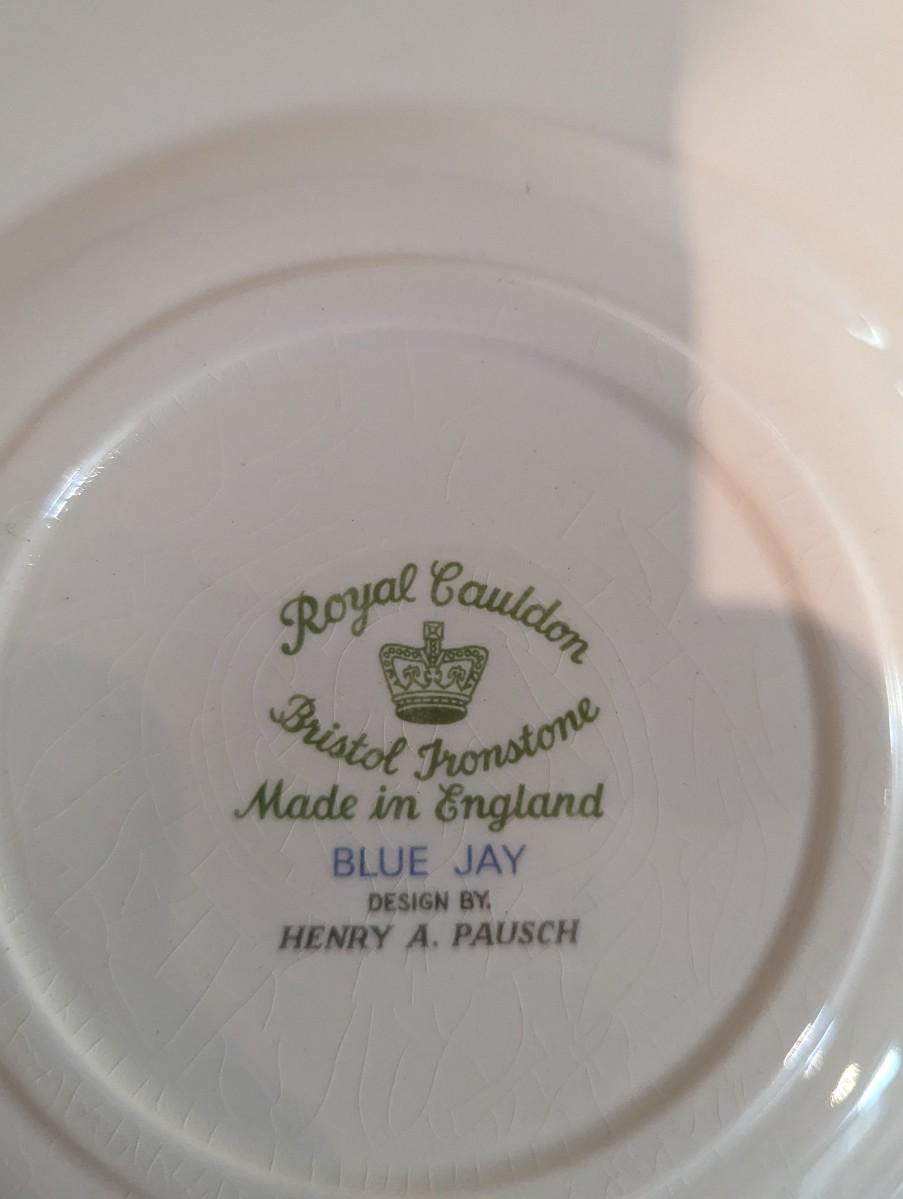 Royal Cauldon
Bristol Ironstone
Made in England
BLUE JAY
DESIGN BY.
HENRY A. PAUSCH